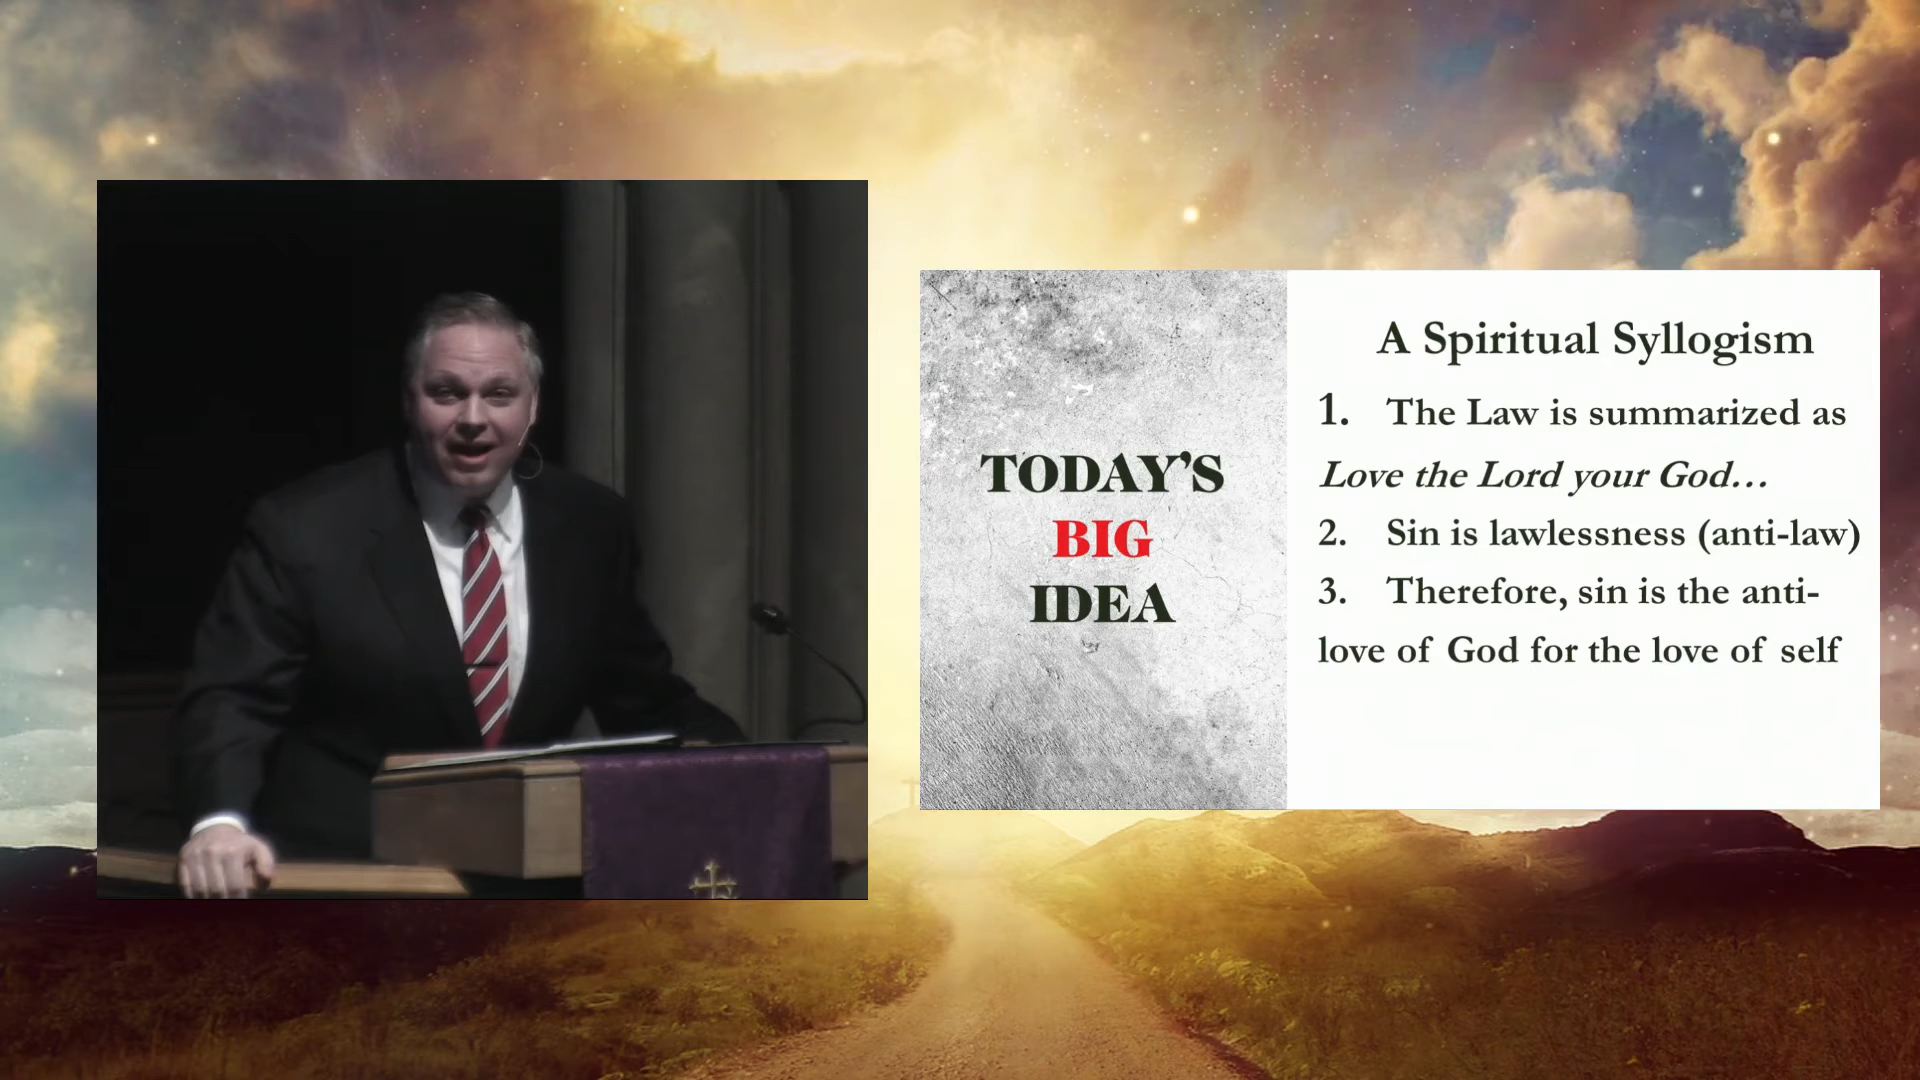 TODAY'S
BIG
IDEA
A Spiritual Syllogism
1. The Law is summarized as
Love the Lord your God...
2. Sin is lawlessness (anti-law)
3. Therefore, sin is the anti-
love of God for the love of self